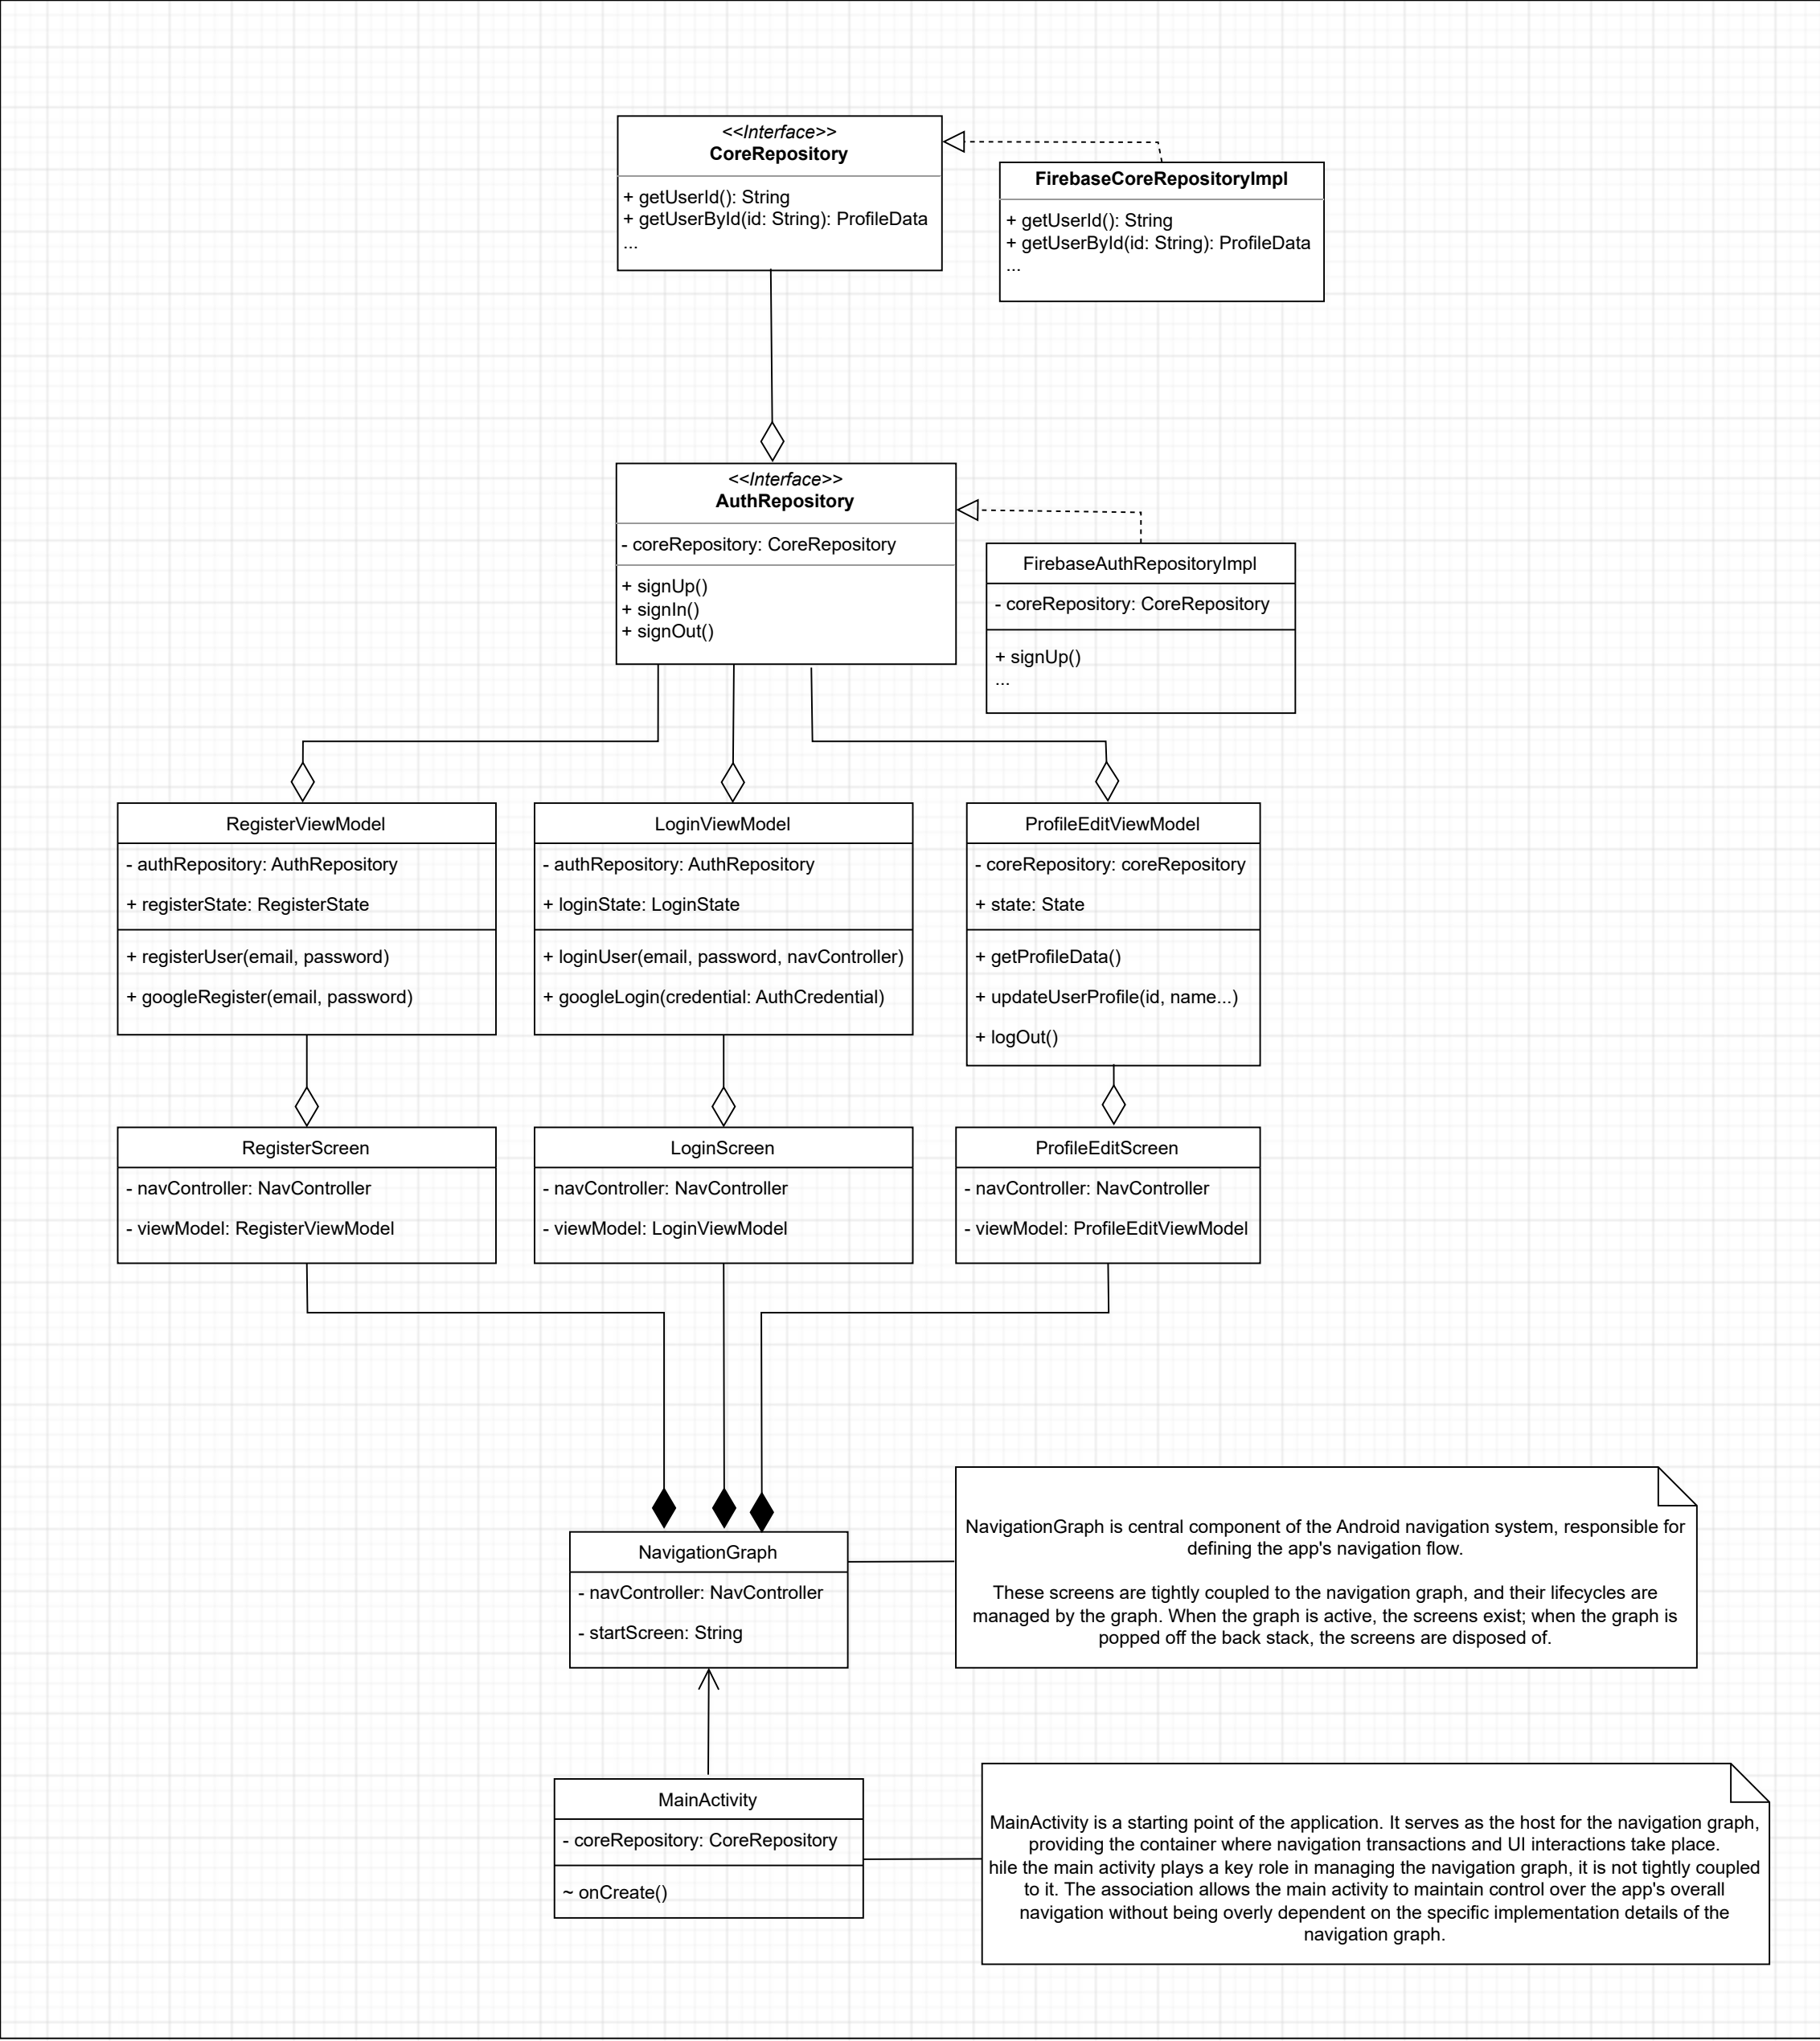 <<Interface>>
CoreRepository
+ getUserId(): String
+ getUserById(id: String): ProfileData
...
FirebaseCoreRepositoryImpl
+ getUserId(): String
+ getUserById(id: String): ProfileData
...
<<Interface>>
AuthRepository
- coreRepository: CoreRepository
+ signUp()
+ signIn()
+ signOut()
FirebaseAuthRepositoryImpl
- coreRepository: CoreRepository
+ signUp()
...
RegisterViewModel
- authRepository: AuthRepository
+ registerState: RegisterState
+ registerUser(email, password)
+ googleRegister(email, password)
LoginViewModel
- authRepository: AuthRepository
+ loginState: LoginState
+ loginUser(email, password, navController)
+ googleLogin(credential: AuthCredential)
ProfileEditViewModel
- coreRepository: coreRepository
+ state: State
+ getProfileData()
+ updateUserProfile(id, name...)
+ logOut()
RegisterScreen
- navController: NavController
- viewModel: RegisterViewModel
LoginScreen
- navController: NavController
- viewModel: LoginViewModel
ProfileEditScreen
- navController: NavController
- viewModel: ProfileEditViewModel
NavigationGraph
- navController: NavController
- startScreen: String
NavigationGraph is central component of the Android navigation system, responsible for
defining the app's navigation flow.
These screens are tightly coupled to the navigation graph, and their lifecycles are
managed by the graph. When the graph is active, the screens exist; when the graph is
popped off the back stack, the screens are disposed of.
MainActivity
- coreRepository: CoreRepository
~ onCreate()
MainActivity is a starting point of the application. It serves as the host for the navigation graph,
providing the container where navigation transactions and UI interactions take place.
hile the main activity plays a key role in managing the navigation graph, it is not tightly coupled
to it. The association allows the main activity to maintain control over the app's overall
navigation without being overly dependent on the specific implementation details of the
navigation graph.